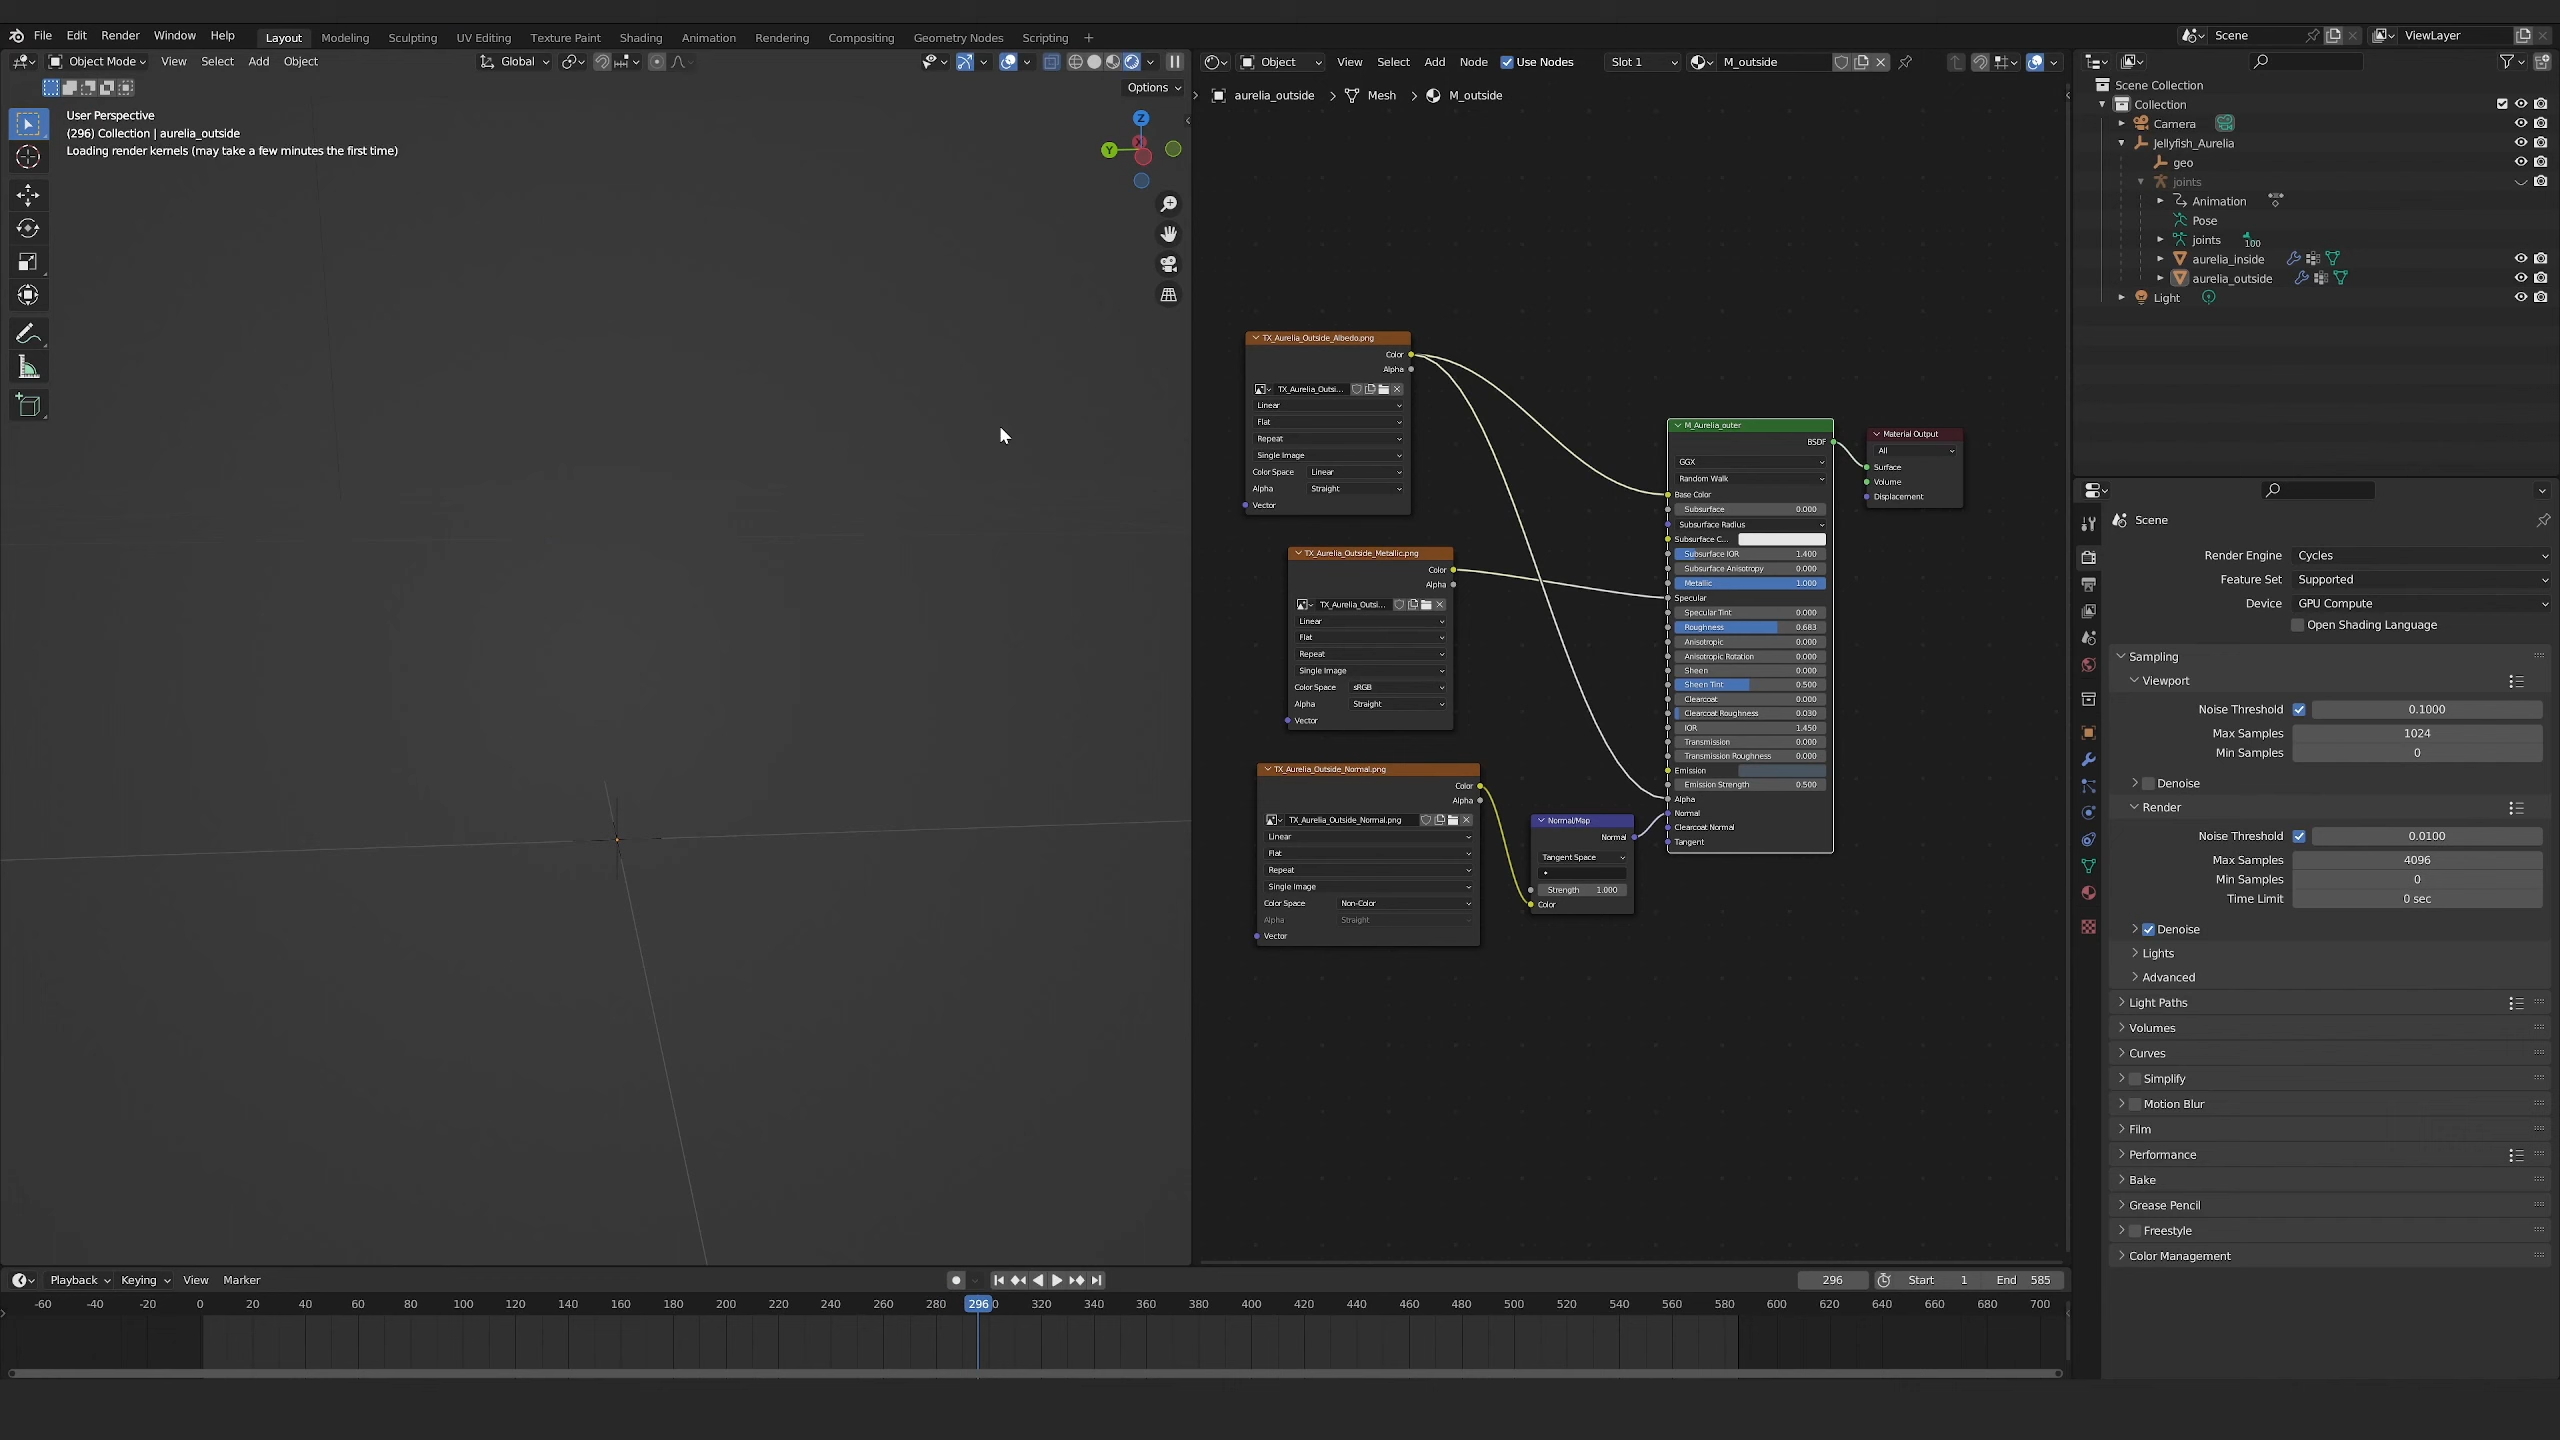 File Edit Render Window Help Layout Modeling Sculpting UV Editing Texture Paint Shading Animation Rendering Compositing Geometry Nodes Scripting + Scene ViewLayer
Object Mode View Select Add Object Global
Options
User Perspective
(296) Collection | aurelia_outside
Loading render kernels (may take a few minutes the first time)
Z
Y
Object View Select Add Node Use Nodes Slot 1 M_outside
aurelia_outside > Mesh > M_outside
TX_Aurelia_Outside_Albedo.png
Color
Alpha
TX_Aurelia_Outsi...
Linear
Flat
Repeat
Single Image
Color Space Linear
Alpha Straight
Vector
TX_Aurelia_Outside_Metallic.png
Color
Alpha
TX_Aurelia_Outsi...
Linear
Flat
Repeat
Single Image
Color Space sRGB
Alpha Straight
Vector
TX_Aurelia_Outside_Normal.png
Color
Alpha
TX_Aurelia_Outside_Normal.png
Linear
Flat
Repeat
Single Image
Color Space Non-Color
Alpha Straight
Vector
Normal/Map
Normal
Tangent Space
Strength 1.000
Color
M_Aurelia_outer
BSDF
GGX
Random Walk
Base Color
Subsurface 0.000
Subsurface Radius
Subsurface C...
Subsurface IOR 1.400
Subsurface Anisotropy 0.000
Metallic 1.000
Specular
Specular Tint 0.000
Roughness 0.683
Anisotropic 0.000
Anisotropic Rotation 0.000
Sheen 0.000
Sheen Tint 0.500
Clearcoat 0.000
Clearcoat Roughness 0.030
IOR 1.450
Transmission 0.000
Transmission Roughness 0.000
Emission
Emission Strength 0.500
Alpha
Normal
Clearcoat Normal
Tangent
Material Output
All
Surface
Volume
Displacement
Scene Collection
Collection
Camera
Jellyfish_Aurelia
geo
joints
Animation
Pose
joints 100
aurelia_inside
aurelia_outside
Light
Scene
Render Engine Cycles
Feature Set Supported
Device GPU Compute
Open Shading Language
Sampling
Viewport
Noise Threshold 0.1000
Max Samples 1024
Min Samples 0
Denoise
Render
Noise Threshold 0.0100
Max Samples 4096
Min Samples 0
Time Limit 0 sec
Denoise
Lights
Advanced
Light Paths
Volumes
Curves
Simplify
Motion Blur
Film
Performance
Bake
Grease Pencil
Freestyle
Color Management
Playback Keying View Marker 296 Start 1 End 585
-60 -40 -20 0 20 40 60 80 100 120 140 160 180 200 220 240 260 280 296 0 320 340 360 380 400 420 440 460 480 500 520 540 560 580 600 620 640 660 680 700